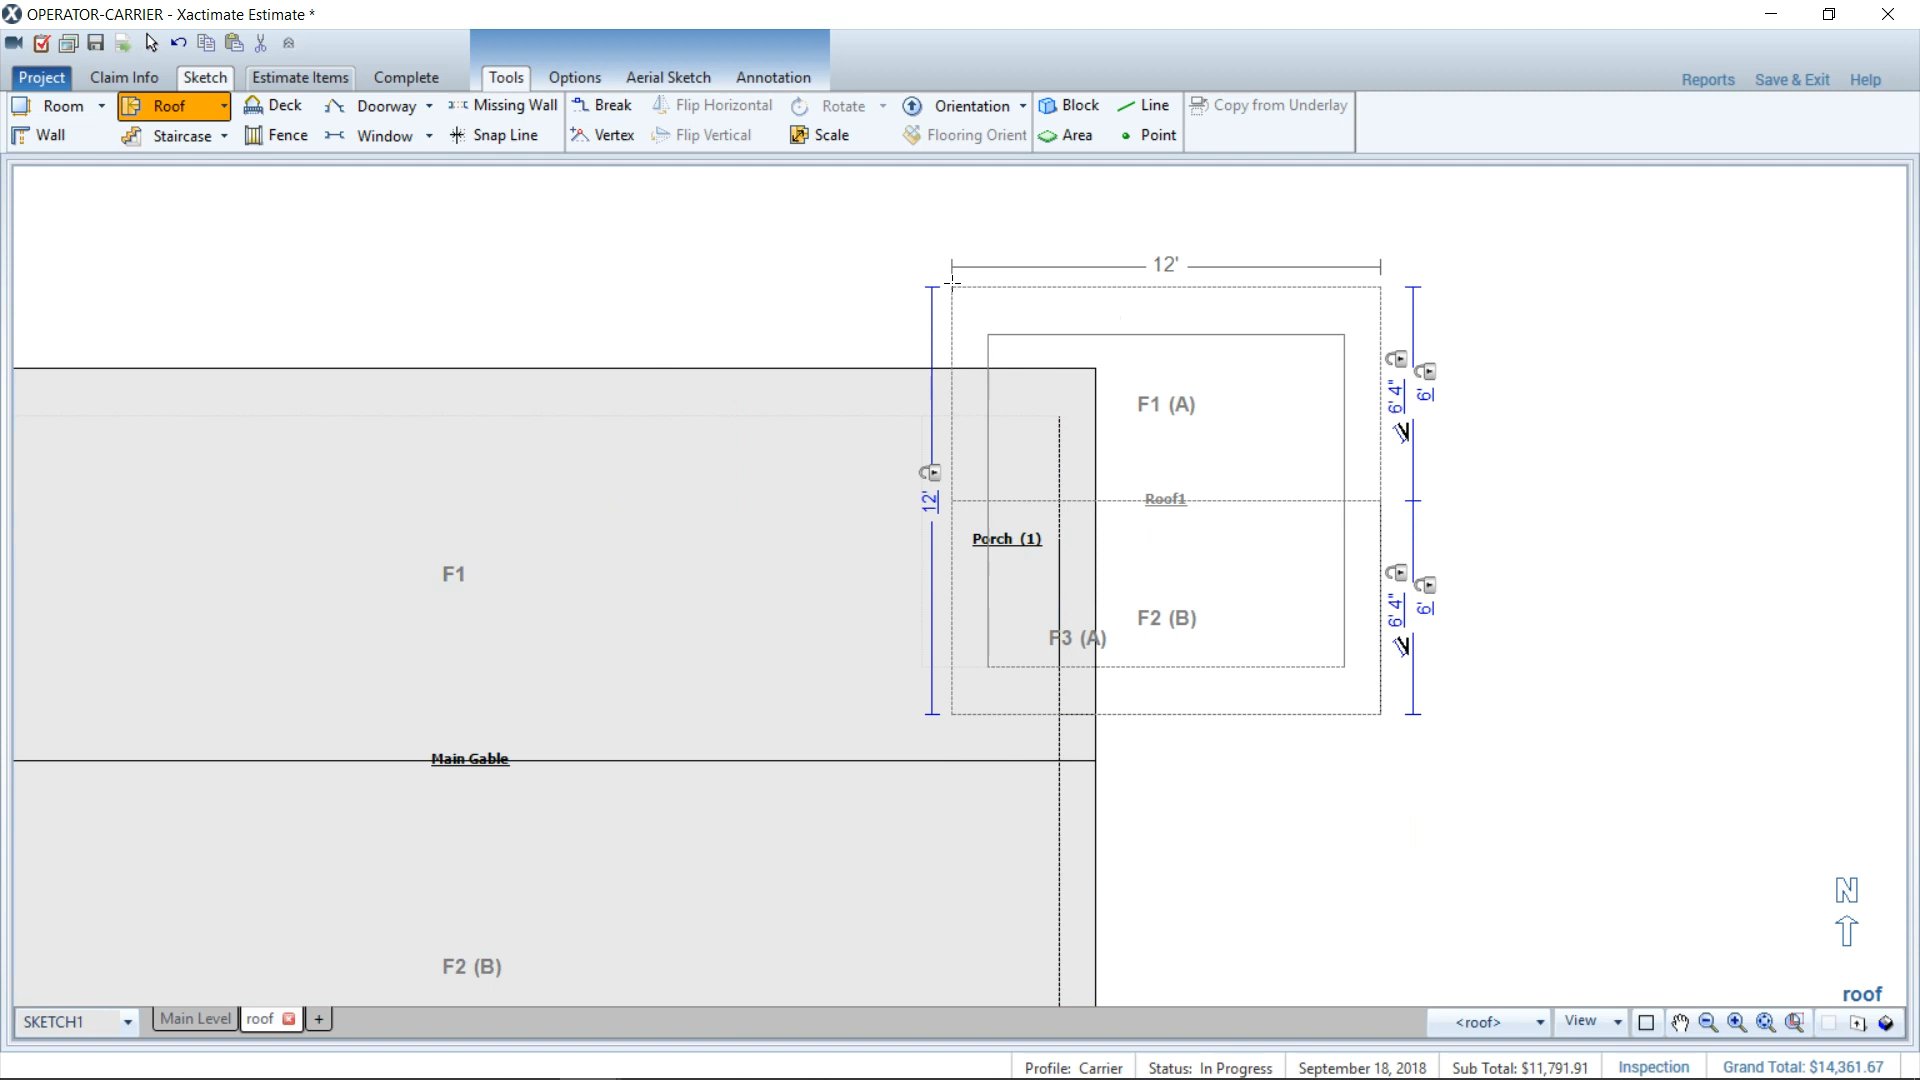 OPERATOR-CARRIER - Xactimate Estimate *
Project Claim Info Sketch Estimate Items Complete Tools Options Aerial Sketch Annotation Reports Save & Exit Help
Room Roof Deck Doorway Missing Wall Break Flip Horizontal Rotate Orientation Block Line Copy from Underlay
Wall Staircase Fence Window Snap Line Vertex Flip Vertical Scale Flooring Orient Area Point
12'
6' 4"
6'
F1 (A)
12'
Roof1
Porch (1)
F1
6' 4"
6'
F2 (B)
F3 (A)
Main Gable
N
F2 (B)
roof
SKETCH1 Main Level roof + <roof> View
Profile: Carrier Status: In Progress September 18, 2018 Sub Total: $11,791.91 Inspection Grand Total: $14,361.67